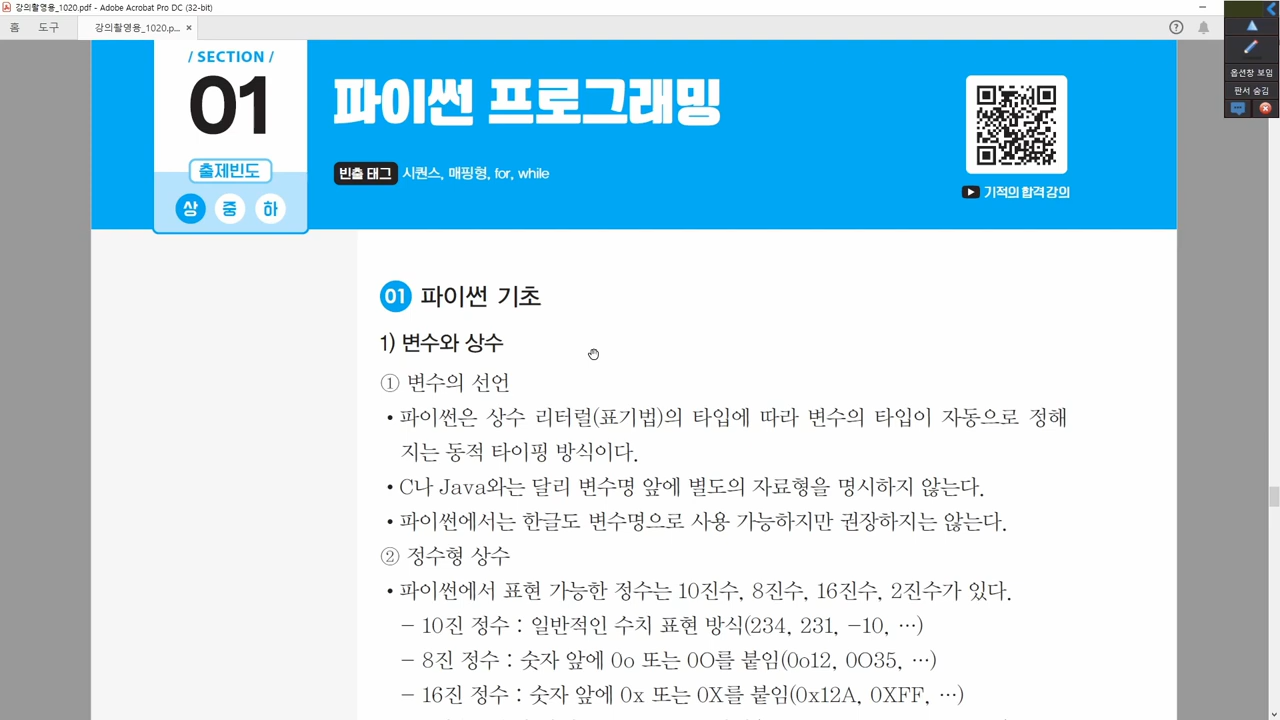 강의촬영용_1020.pdf - Adobe Acrobat Pro DC (32-bit)
홈 도구 강의촬영용_1020.p... ×
옵션창 보임
판서 숨김
/ SECTION /
01
출제빈도
상 중 하
파이썬 프로그래밍
빈출 태그 시퀀스, 매핑형, for, while
기적의 합격 강의
01 파이썬 기초
1) 변수와 상수
① 변수의 선언
• 파이썬은 상수 리터럴(표기법)의 타입에 따라 변수의 타입이 자동으로 정해
지는 동적 타이핑 방식이다.
• C나 Java와는 달리 변수명 앞에 별도의 자료형을 명시하지 않는다.
• 파이썬에서는 한글도 변수명으로 사용 가능하지만 권장하지는 않는다.
② 정수형 상수
• 파이썬에서 표현 가능한 정수는 10진수, 8진수, 16진수, 2진수가 있다.
– 10진 정수 : 일반적인 수치 표현 방식(234, 231, –10, …)
– 8진 정수 : 숫자 앞에 0o 또는 0O를 붙임(0o12, 0O35, …)
– 16진 정수 : 숫자 앞에 0x 또는 0X를 붙임(0x12A, 0XFF, …)